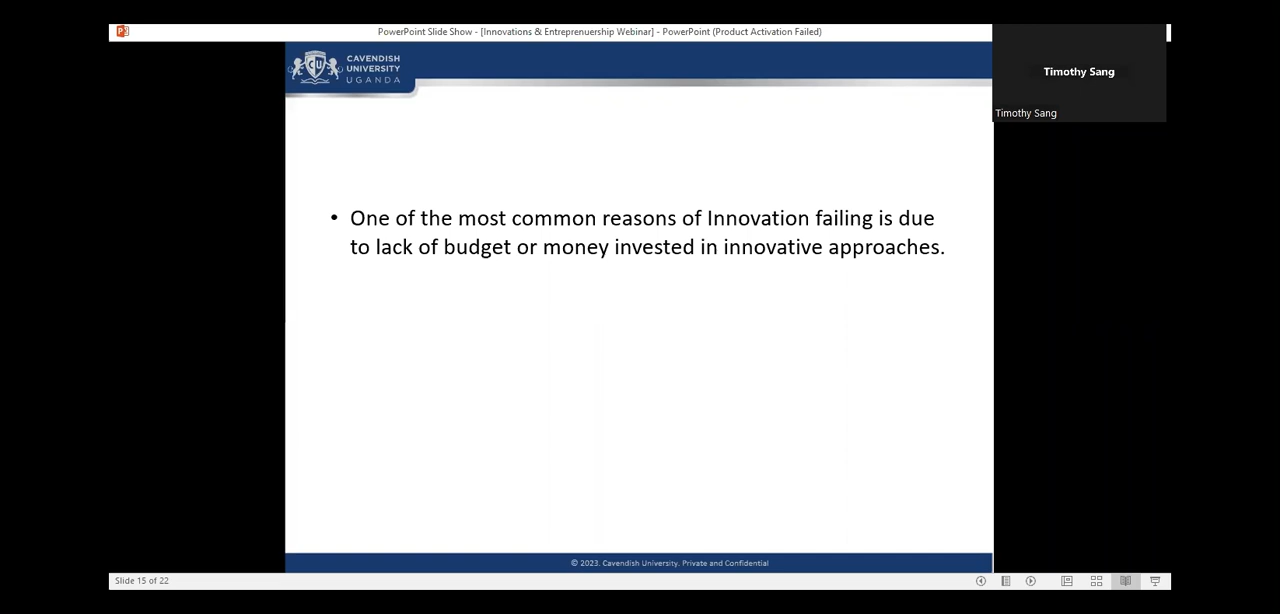 PowerPoint Slide Show - [Innovations & Entreprenuership Webinar] - PowerPoint (Product Activation Failed)
CU
CAVENDISH
UNIVERSITY
UGANDA
Timothy Sang
Timothy Sang
• One of the most common reasons of Innovation failing is due
to lack of budget or money invested in innovative approaches.
© 2023. Cavendish University. Private and Confidential
Slide 15 of 22